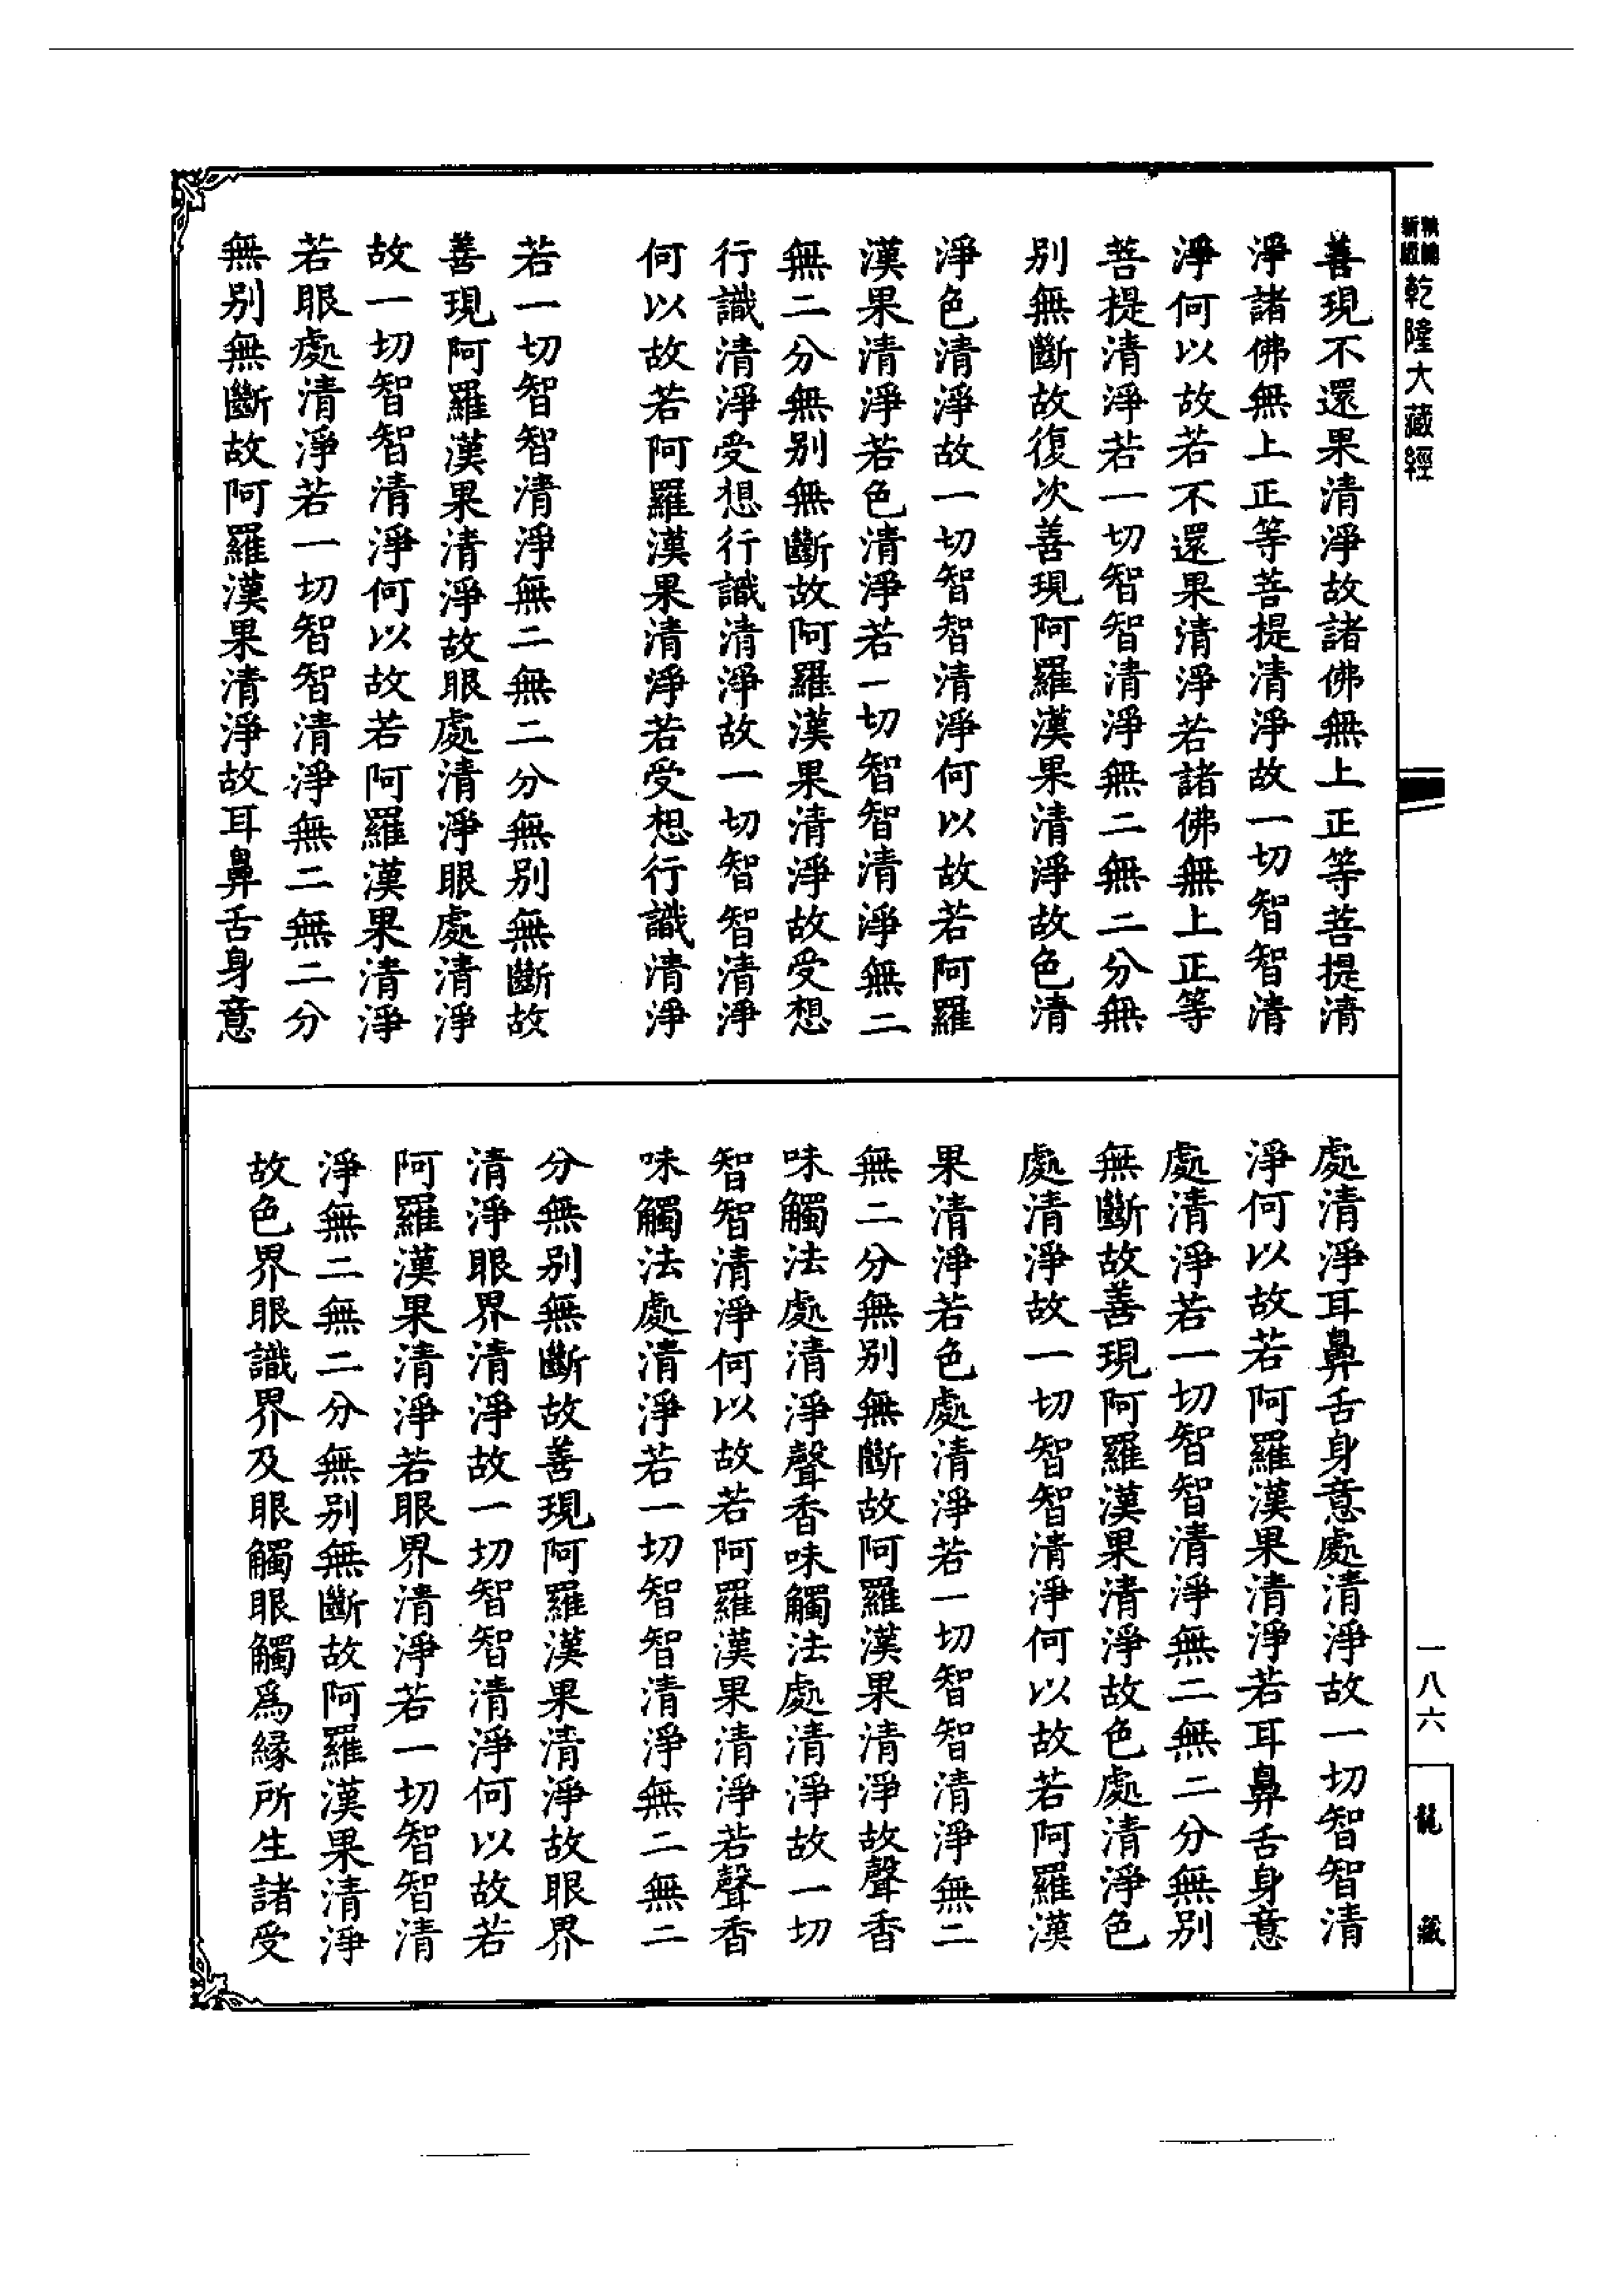 新編縮版乾隆大藏經
善現不還果清淨故諸佛無上正等菩提清
淨諸佛無上正等菩提清淨故一切智智清
淨何以故若不還果清淨若諸佛無上正等
菩提清淨若一切智智清淨無二無二分無
别無斷故復次善現阿羅漢果清淨故色清
淨色清淨故一切智智清淨何以故若阿羅
漢果清淨若色清淨若一切智智清淨無二
無二分無别無斷故阿羅漢果清淨故受想
行識清淨受想行識清淨故一切智智清淨
何以故若阿羅漢果清淨若受想行識清淨
若一切智智清淨無二無二分無别無斷故
善現阿羅漢果清淨故眼處清淨眼處清淨
故一切智智清淨何以故若阿羅漢果清淨
若眼處清淨若一切智智清淨無二無二分
無别無斷故阿羅漢果清淨故耳鼻舌身意
處清淨耳鼻舌身意處清淨故一切智智清
淨何以故若阿羅漢果清淨若耳鼻舌身意
處清淨若一切智智清淨無二無二分無别
無斷故善現阿羅漢果清淨故色處清淨色
處清淨故一切智智清淨何以故若阿羅漢
果清淨若色處清淨若一切智智清淨無二
無二分無别無斷故阿羅漢果清淨故聲香
味觸法處清淨聲香味觸法處清淨故一切
智智清淨何以故若阿羅漢果清淨若聲香
味觸法處清淨若一切智智清淨無二無二
分無别無斷故善現阿羅漢果清淨故眼界
清淨眼界清淨故一切智智清淨何以故若
阿羅漢果清淨若眼界清淨若一切智智清
淨無二無二分無别無斷故阿羅漢果清淨
故色界眼識界及眼觸眼觸爲緣所生諸受
一八六
龍藏